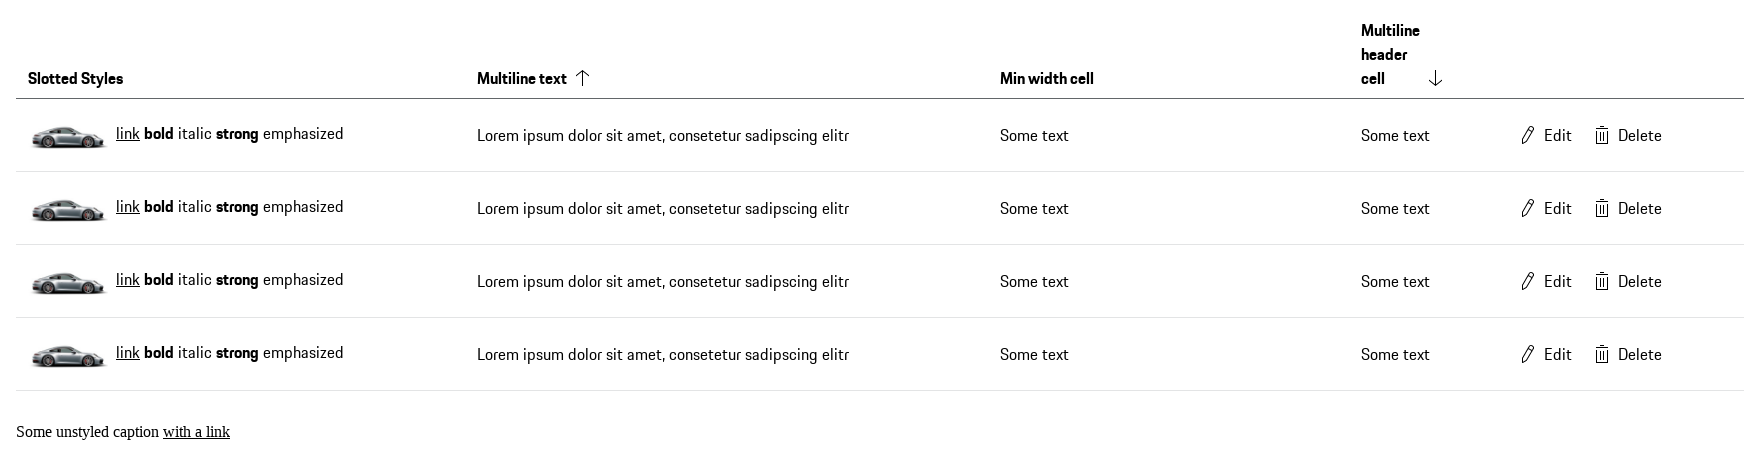 Slotted Styles Multiline text Min width cell Multiline
header
cell
link bold italic strong emphasized Lorem ipsum dolor sit amet, consetetur sadipscing elitr Some text Some text Edit Delete
link bold italic strong emphasized Lorem ipsum dolor sit amet, consetetur sadipscing elitr Some text Some text Edit Delete
link bold italic strong emphasized Lorem ipsum dolor sit amet, consetetur sadipscing elitr Some text Some text Edit Delete
link bold italic strong emphasized Lorem ipsum dolor sit amet, consetetur sadipscing elitr Some text Some text Edit Delete
Some unstyled caption with a link